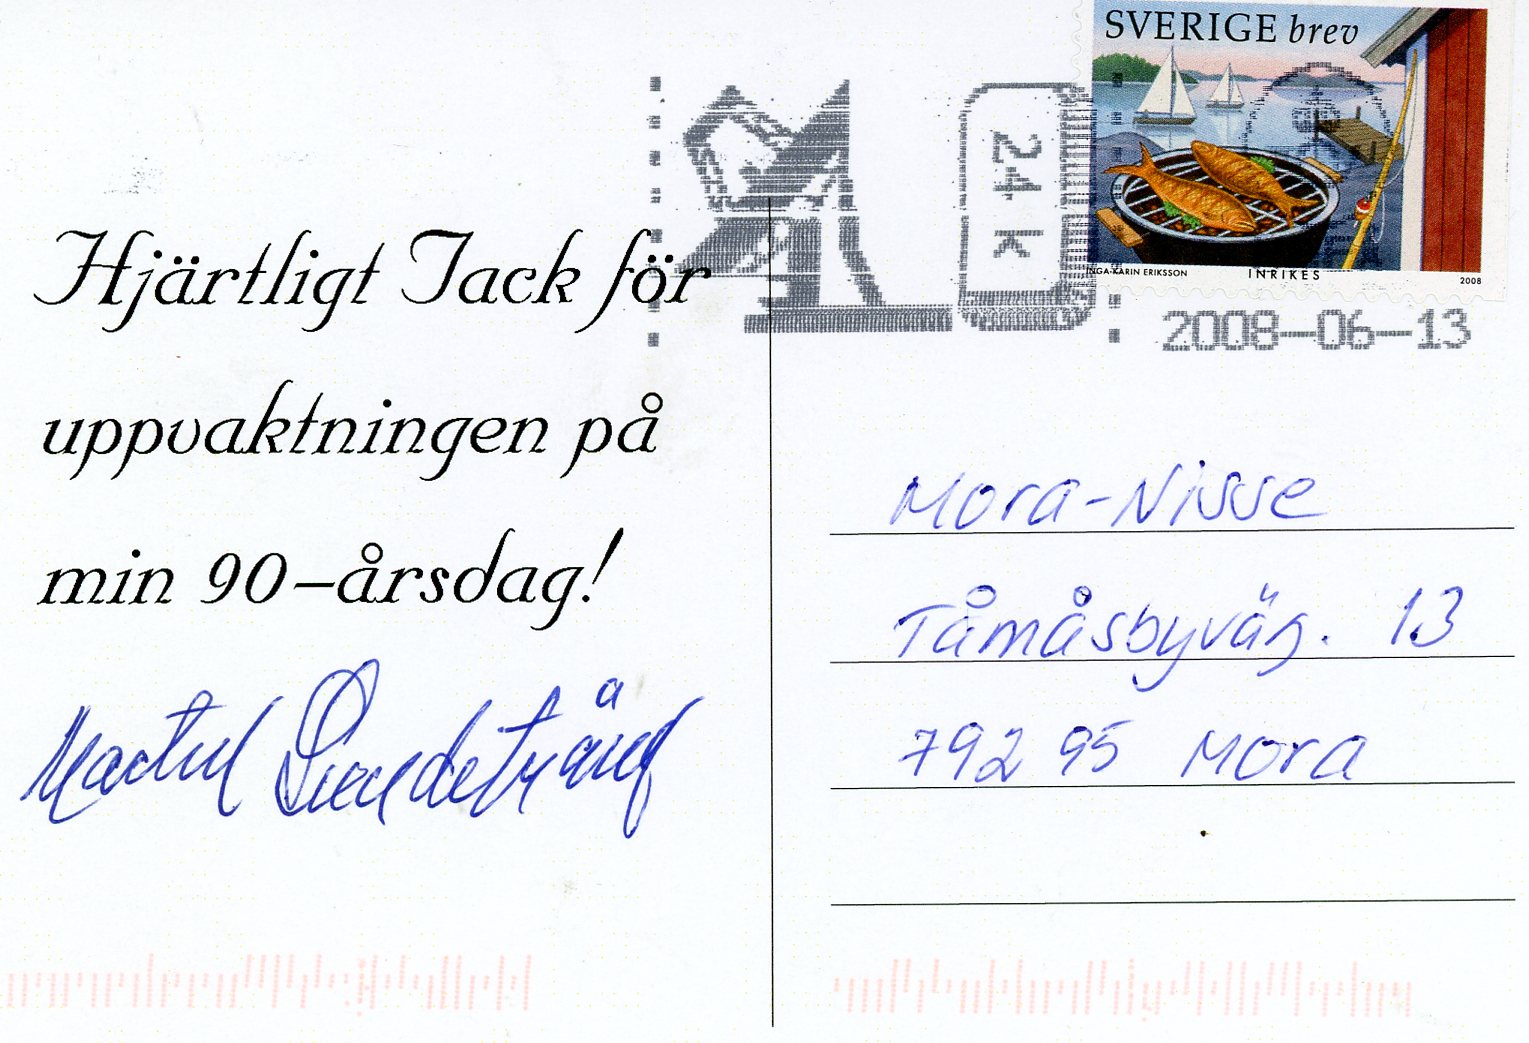 SVERIGE brev
24 k
INGA-KARIN ERIKSSON INRIKES 2008
2008-06-13
Hjärtligt Tack för
uppvaktningen på
min 90-årsdag!
Mora-Nisse
Tåmåsbyväg. 13
792 95 Mora